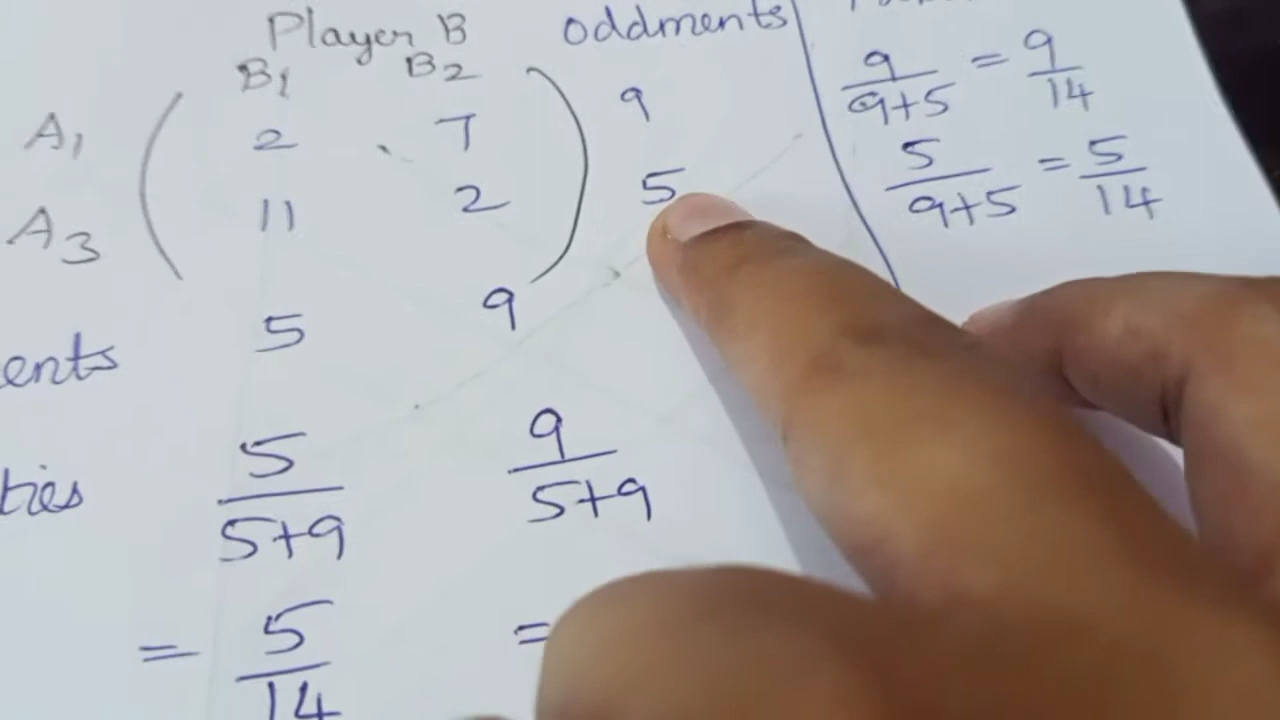 Player B oddments
B1 B2
A1 2 7 9
A3 11 2 5
9/9+5 = 9/14
5/9+5 = 5/14
ents 5 9
ties 5/5+9 9/5+9
= 5/14 =